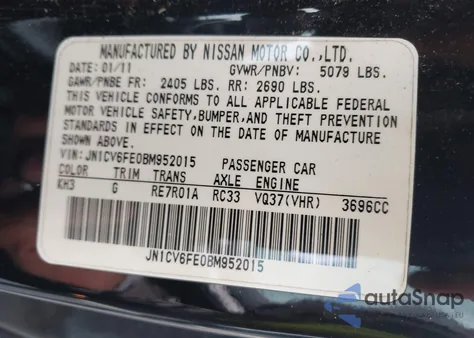 MANUFACTURED BY NISSAN MOTOR CO.,LTD.
DATE: 01/11 GVWR/PNBV: 5079 LBS.
GAWR/PNBE FR: 2405 LBS. RR: 2690 LBS.
THIS VEHICLE CONFORMS TO ALL APPLICABLE FEDERAL
MOTOR VEHICLE SAFETY,BUMPER,AND THEFT PREVENTION
STANDARDS IN EFFECT ON THE DATE OF MANUFACTURE
SHOWN ABOVE.
VIN: JN1CV6FE0BM952015 PASSENGER CAR
COLOR TRIM TRANS AXLE ENGINE
KH3 G RE7R01A RC33 VQ37(VHR) 3696CC
JN1CV6FE0BM952015
autoSnap